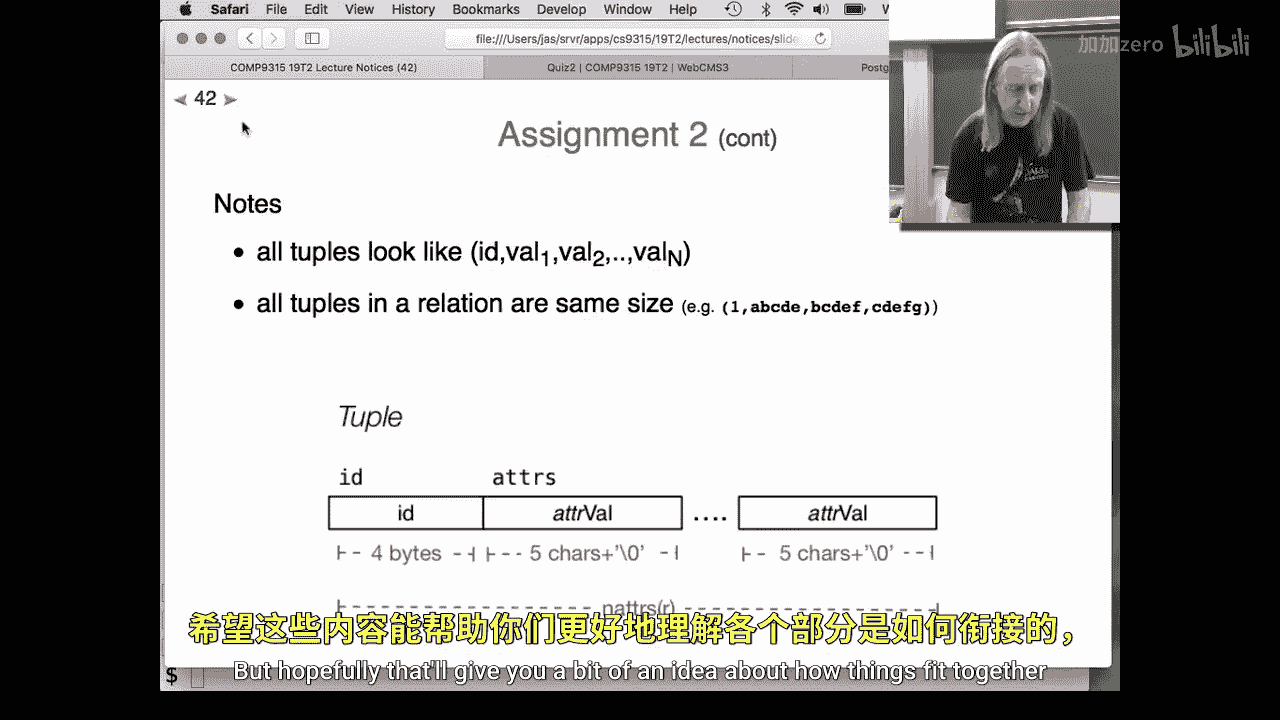 Safari File Edit View History Bookmarks Develop Window Help
加加zero bilibili
file:///Users/jas/srvr/apps/cs9315/19T2/lectures/notices/slide
COMP9315 19T2 Lecture Notices (42) Quiz2 | COMP9315 19T2 | WebCMS3 Postg
42
Assignment 2 (cont)
Notes
• all tuples look like (id,val1,val2,..,valN)
• all tuples in a relation are same size (e.g. (1,abcde,bcdef,cdefg))
Tuple
id attrs
id attrVal .... attrVal
4 bytes 5 chars+'\0' 5 chars+'\0'
nattrs(r)
希望这些内容能帮助你们更好地理解各个部分是如何衔接的，
$ But hopefully that'll give you a bit of an idea about how things fit together